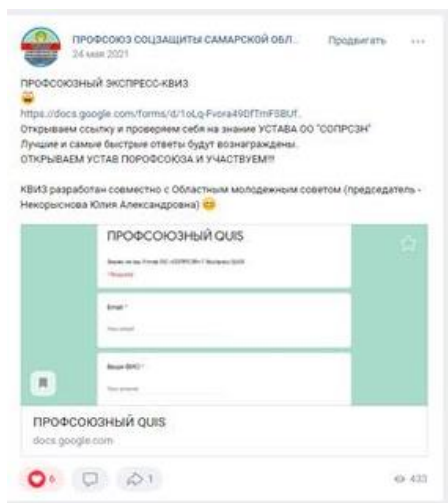 ПРОФСОЮЗ СОЦЗАЩИТЫ САМАРСКОЙ ОБЛ...
Продвигать
24 мая 2021
ПРОФСОЮЗНЫЙ ЭКСПРЕСС-КВИЗ
https://docs.google.com/forms/d/1oLq-Fvora49DfTmFSBUf..
Открываем ссылку и проверяем себя на знание УСТАВА ОО "СОПРСЗН"
Лучшие и самые быстрые ответы будут вознаграждены.
ОТКРЫВАЕМ УСТАВ ПОРОФСОЮЗА И УЧАСТВУЕМ!!!
КВИЗ разработан совместно с Областным молодежным советом (председатель -
Некорыснова Юлия Александровна)
ПРОФСОЮЗНЫЙ QUIS
Email *
Ваше ФИО *
ПРОФСОЮЗНЫЙ QUIS
docs.google.com
6
1
433